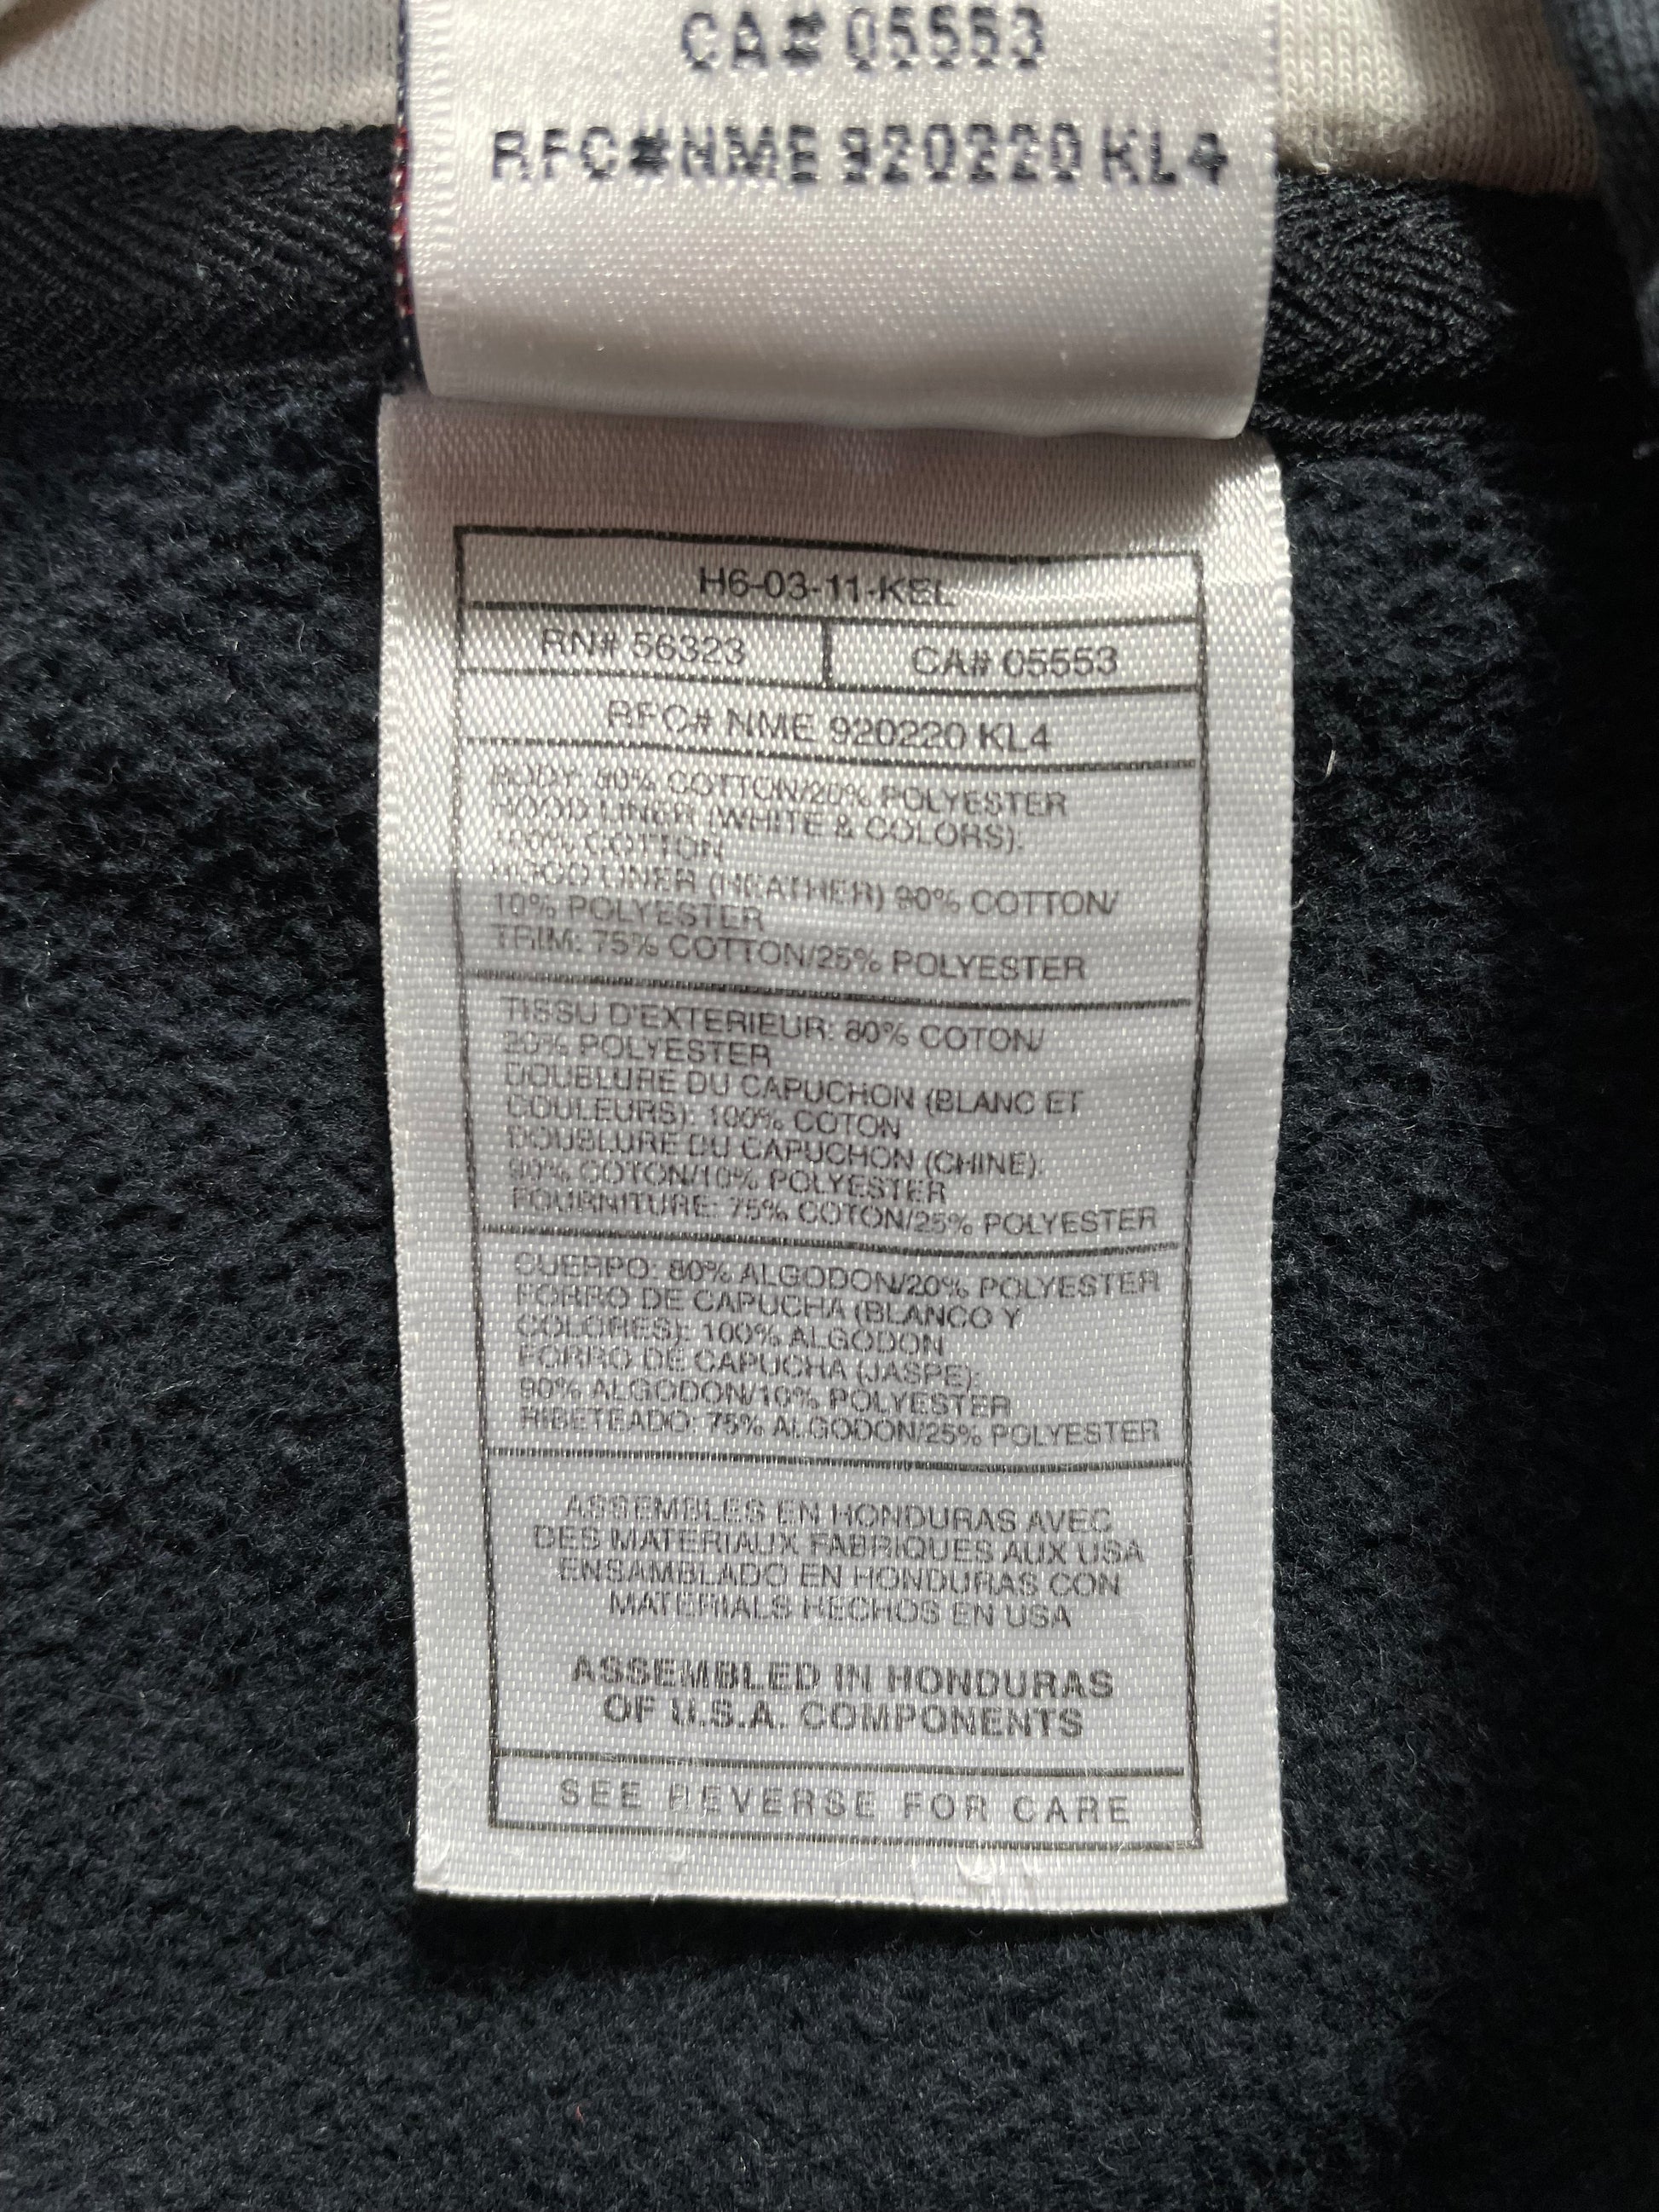 CA# 05553
RFC#NME 920220 KL4
H6-03-11-KEL
RN# 56323
CA# 05553
RFC# NME 920220 KL4
BODY: 80% COTTON/20% POLYESTER
HOOD LINER (WHITE & COLORS):
100% COTTON
HOOD LINER (HEATHER) 90% COTTON/
10% POLYESTER
TRIM: 75% COTTON/25% POLYESTER
TISSU D'EXTERIEUR: 80% COTON/
20% POLYESTER
DOUBLURE DU CAPUCHON (BLANC ET
COULEURS): 100% COTON
DOUBLURE DU CAPUCHON (CHINE):
90% COTON/10% POLYESTER
FOURNITURE: 75% COTON/25% POLYESTER
CUERPO: 80% ALGODON/20% POLYESTER
FORRO DE CAPUCHA (BLANCO Y
COLORES): 100% ALGODON
FORRO DE CAPUCHA (JASPE):
90% ALGODON/10% POLYESTER
RIBETEADO: 75% ALGODON/25% POLYESTER
ASSEMBLES EN HONDURAS AVEC
DES MATERIAUX FABRIQUES AUX USA
ENSAMBLADO EN HONDURAS CON
MATERIALS HECHOS EN USA
ASSEMBLED IN HONDURAS
OF U.S.A. COMPONENTS
SEE REVERSE FOR CARE